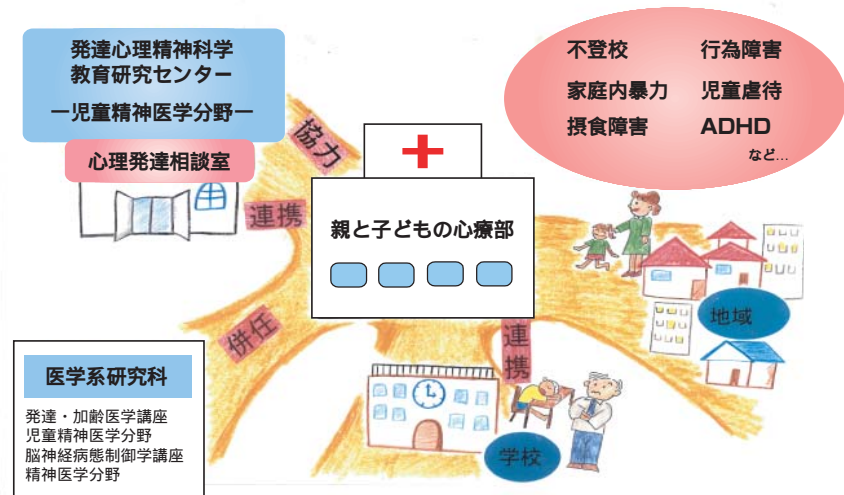 発達心理精神科学
教育研究センター
ー児童精神医学分野ー
心理発達相談室
協力
連携
併任
親と子どもの心療部
不登校 行為障害
家庭内暴力 児童虐待
摂食障害 ADHD
など…
地域
連携
学校
医学系研究科
発達・加齢医学講座
児童精神医学分野
脳神経病態制御学講座
精神医学分野